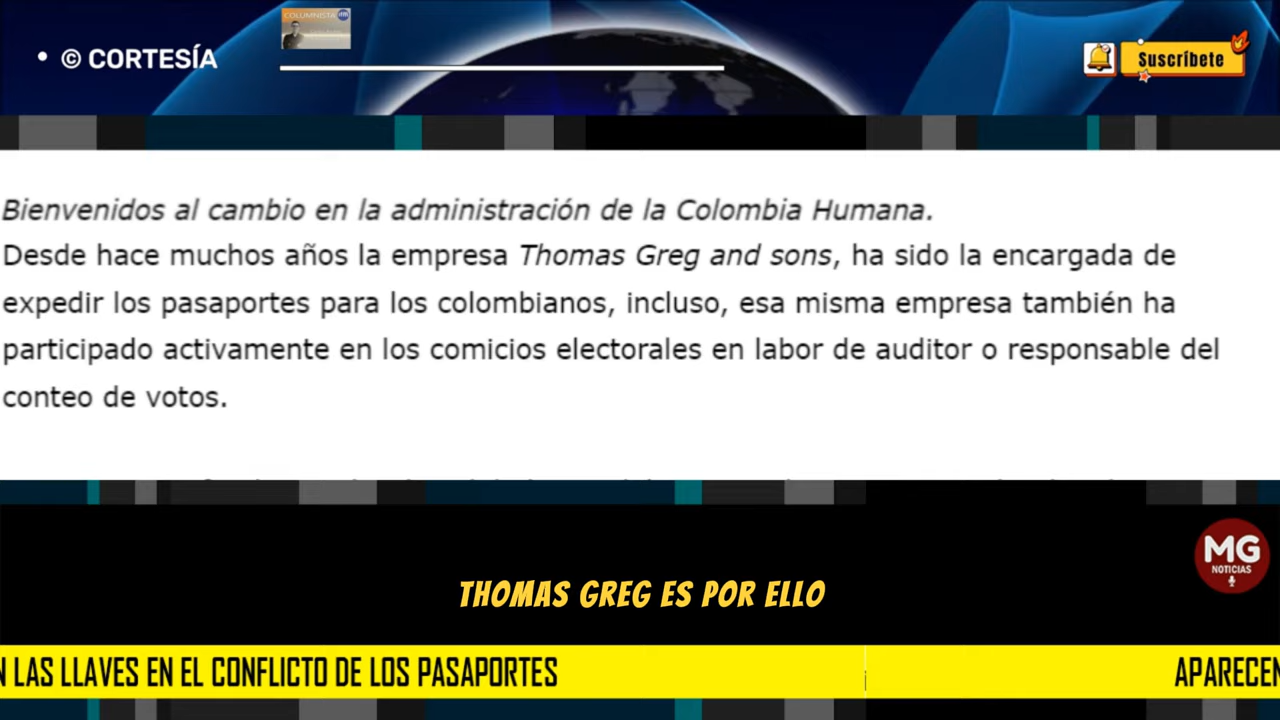 COLUMNISTA
• © CORTESÍA
Suscríbete
Bienvenidos al cambio en la administración de la Colombia Humana.
Desde hace muchos años la empresa Thomas Greg and sons, ha sido la encargada de
expedir los pasaportes para los colombianos, incluso, esa misma empresa también ha
participado activamente en los comicios electorales en labor de auditor o responsable del
conteo de votos.
MG
NOTICIAS
THOMAS GREG ES POR ELLO
N LAS LLAVES EN EL CONFLICTO DE LOS PASAPORTES
APARECEN